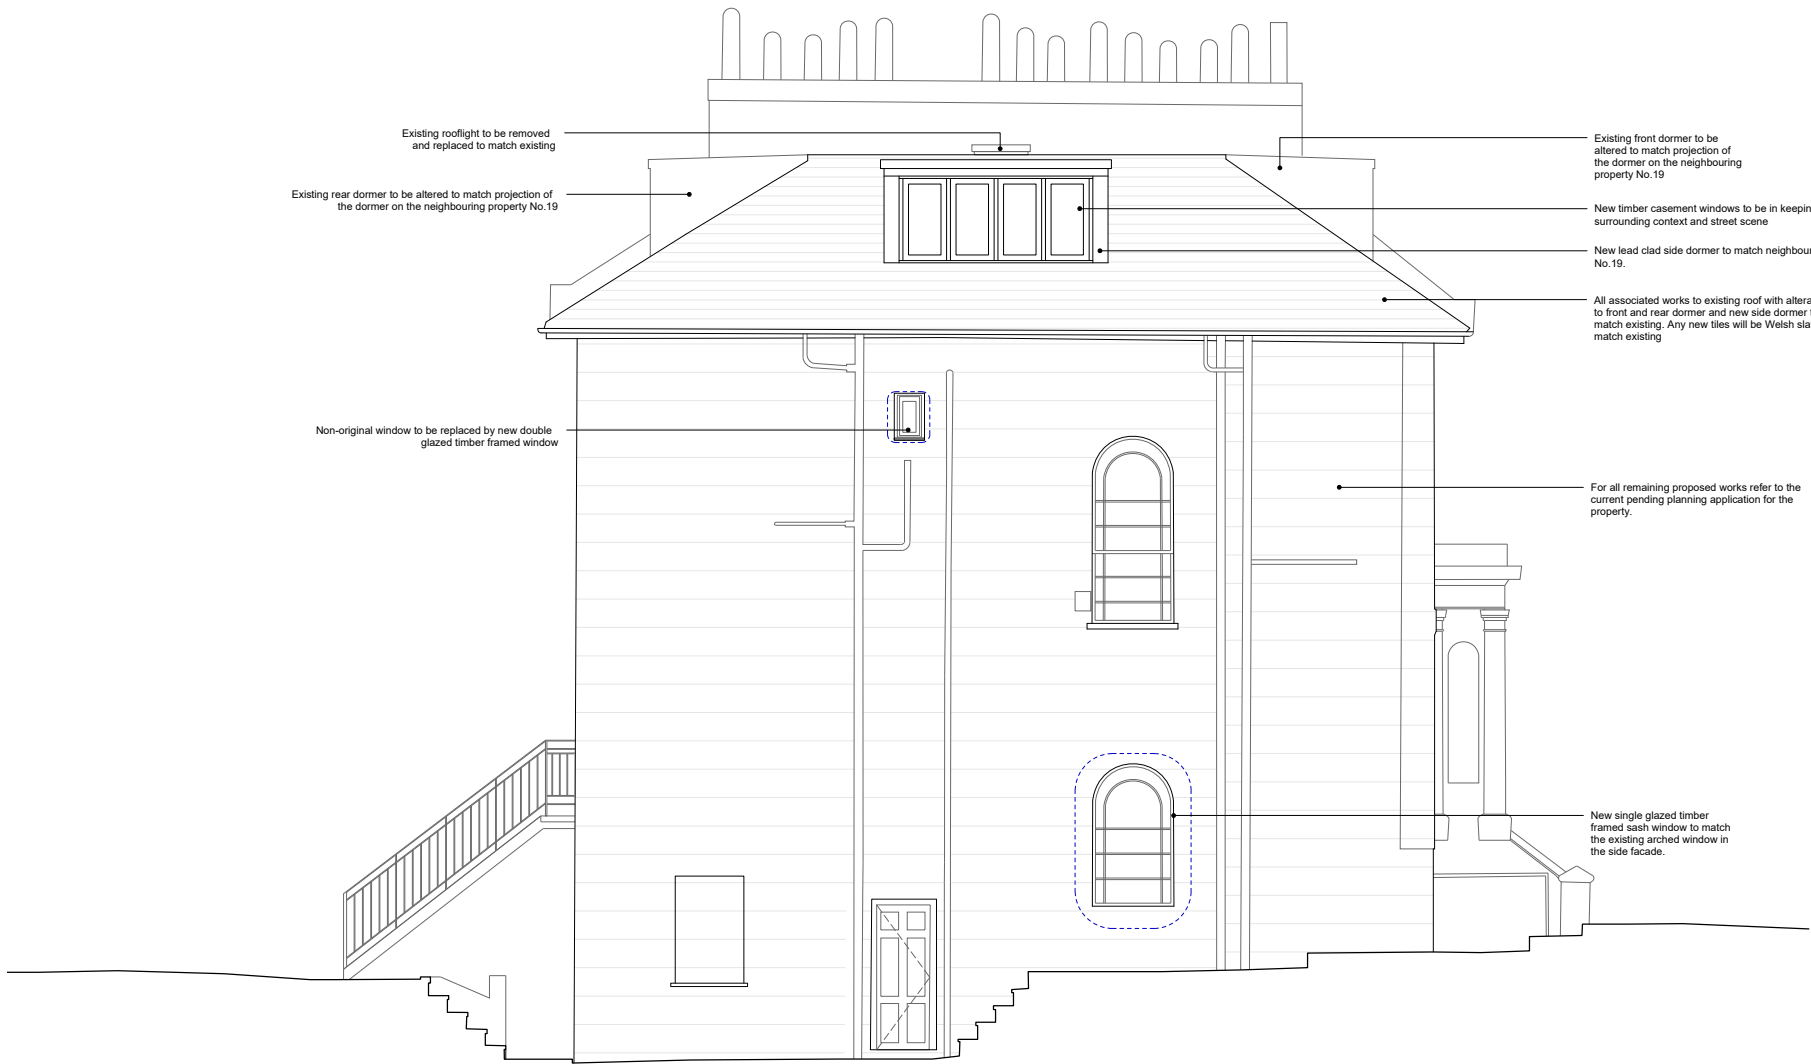 Existing rooflight to be removed
and replaced to match existing
Existing rear dormer to be altered to match projection of
the dormer on the neighbouring property No.19
Non-original window to be replaced by new double
glazed timber framed window
Existing front dormer to be
altered to match projection of
the dormer on the neighbouring
property No.19
New timber casement windows to be in keepin
surrounding context and street scene
New lead clad side dormer to match neighbour
No.19.
All associated works to existing roof with altera
to front and rear dormer and new side dormer t
match existing. Any new tiles will be Welsh sla
match existing
For all remaining proposed works refer to the
current pending planning application for the
property.
New single glazed timber
framed sash window to match
the existing arched window in
the side facade.